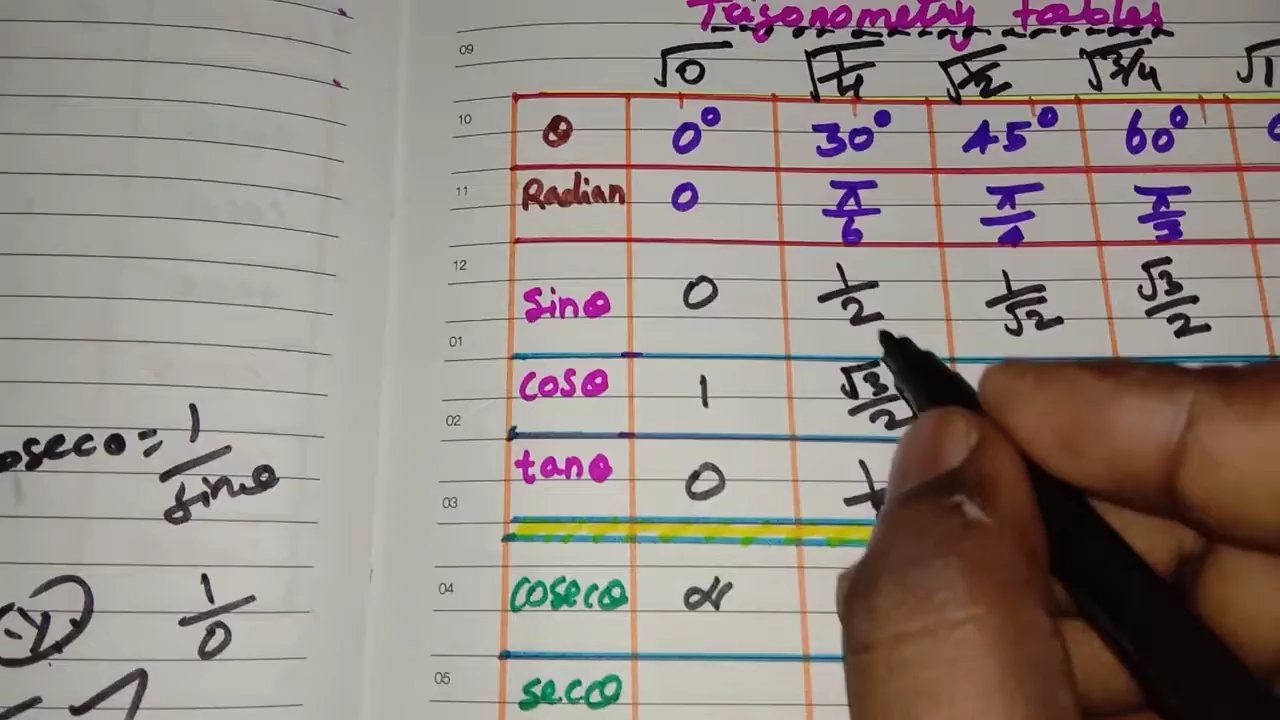 Trigonometry tables
09
√0 √1/4 √1/2 √3/4 √1
10 θ 0° 30° 45° 60°
11 Radian 0 π/6 π/4 π/3
12
sinθ 0 1/2 1/√2 √3/2
01
cosθ 1 √3/2
02
tanθ 0
03
04 cosecθ α
05 secθ
osecθ = 1/sinθ
1/0